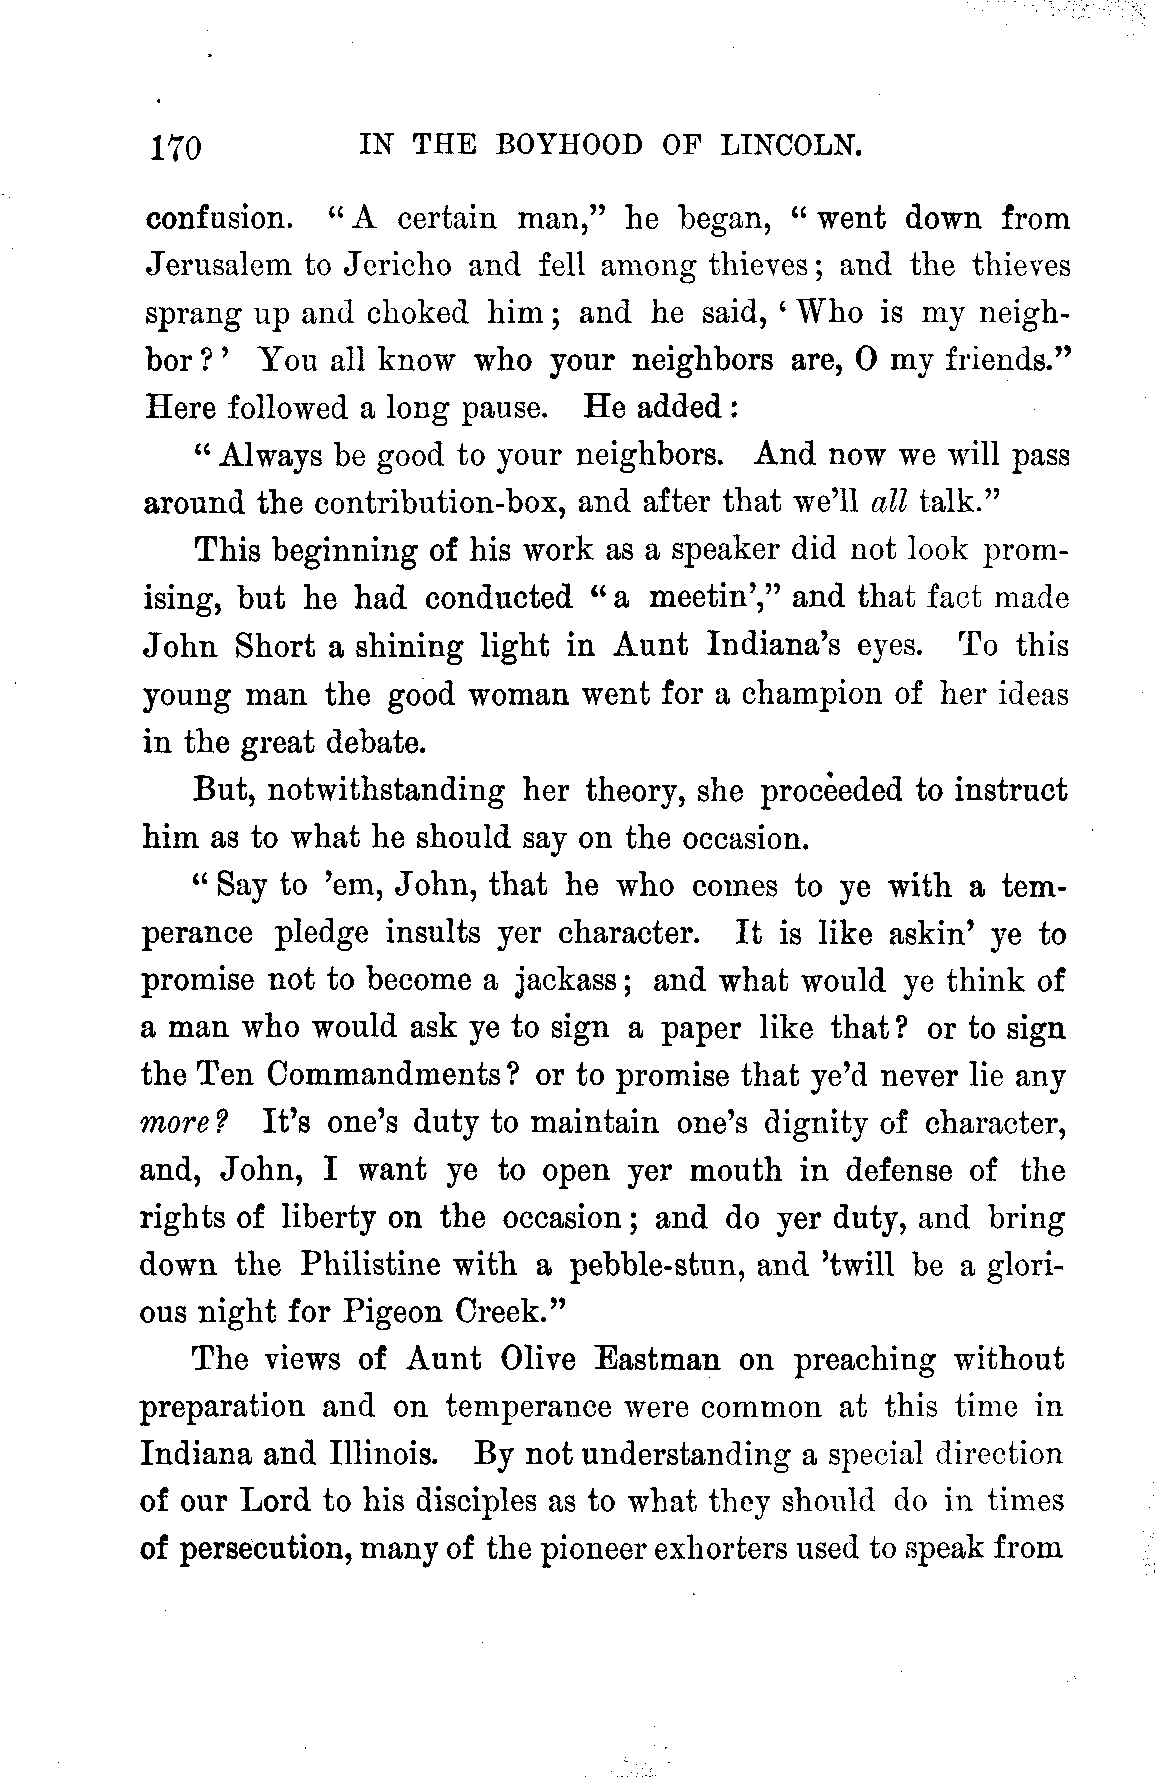 170 IN THE BOYHOOD OF LINCOLN.
confusion. “ A certain man,” he began, “ went down from
Jerusalem to Jericho and fell among thieves ; and the thieves
sprang up and choked him ; and he said, ‘ Who is my neigh-
bor ? ’ You all know who your neighbors are, O my friends.”
Here followed a long pause. He added :
“ Always be good to your neighbors. And now we will pass
around the contribution-box, and after that we’ll all talk.”
This beginning of his work as a speaker did not look prom-
ising, but he had conducted “ a meetin’,” and that fact made
John Short a shining light in Aunt Indiana’s eyes. To this
young man the good woman went for a champion of her ideas
in the great debate.
But, notwithstanding her theory, she proceeded to instruct
him as to what he should say on the occasion.
“ Say to ’em, John, that he who comes to ye with a tem-
perance pledge insults yer character. It is like askin’ ye to
promise not to become a jackass ; and what would ye think of
a man who would ask ye to sign a paper like that ? or to sign
the Ten Commandments ? or to promise that ye’d never lie any
more ? It’s one’s duty to maintain one’s dignity of character,
and, John, I want ye to open yer mouth in defense of the
rights of liberty on the occasion ; and do yer duty, and bring
down the Philistine with a pebble-stun, and ’twill be a glori-
ous night for Pigeon Creek.”
The views of Aunt Olive Eastman on preaching without
preparation and on temperance were common at this time in
Indiana and Illinois. By not understanding a special direction
of our Lord to his disciples as to what they should do in times
of persecution, many of the pioneer exhorters used to speak from